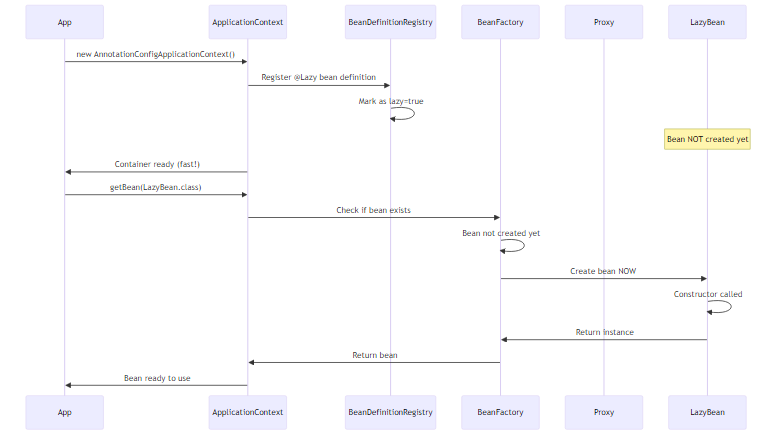 App
ApplicationContext
BeanDefinitionRegistry
BeanFactory
Proxy
LazyBean
new AnnotationConfigApplicationContext()
Register @Lazy bean definition
Mark as lazy=true
Bean NOT created yet
Container ready (fast!)
getBean(LazyBean.class)
Check if bean exists
Bean not created yet
Create bean NOW
Constructor called
Return instance
Return bean
Bean ready to use
App
ApplicationContext
BeanDefinitionRegistry
BeanFactory
Proxy
LazyBean